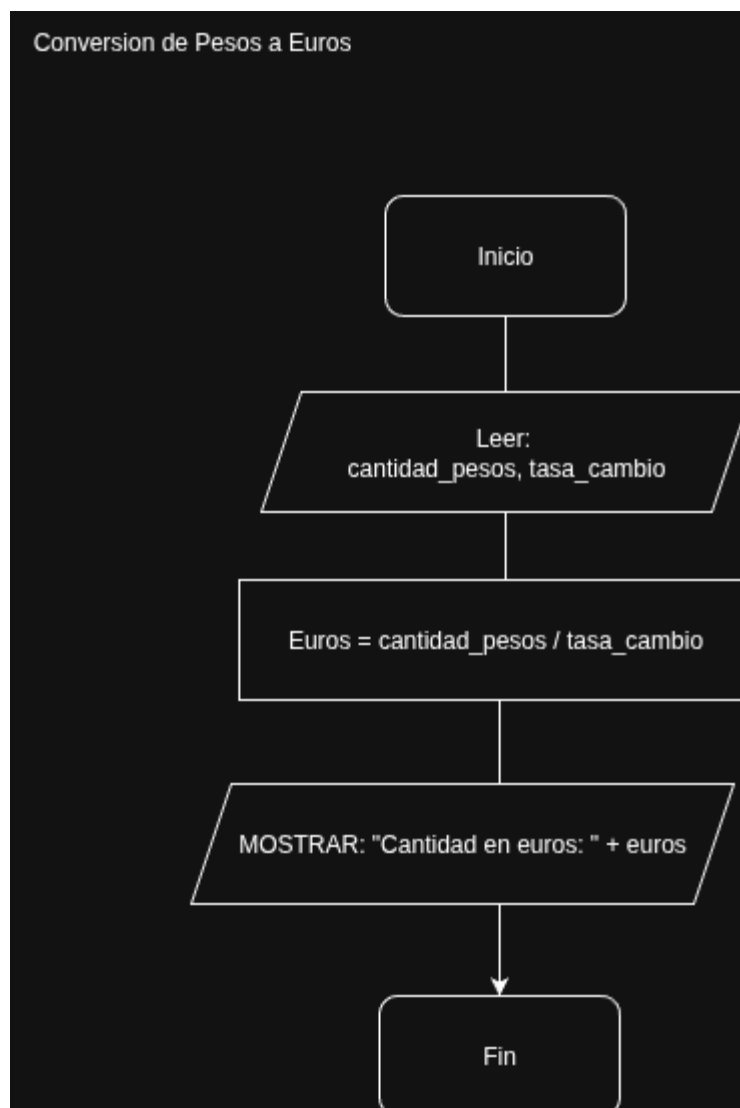 Conversion de Pesos a Euros
Inicio
Leer:
cantidad_pesos, tasa_cambio
Euros = cantidad_pesos / tasa_cambio
MOSTRAR: "Cantidad en euros: " + euros
Fin